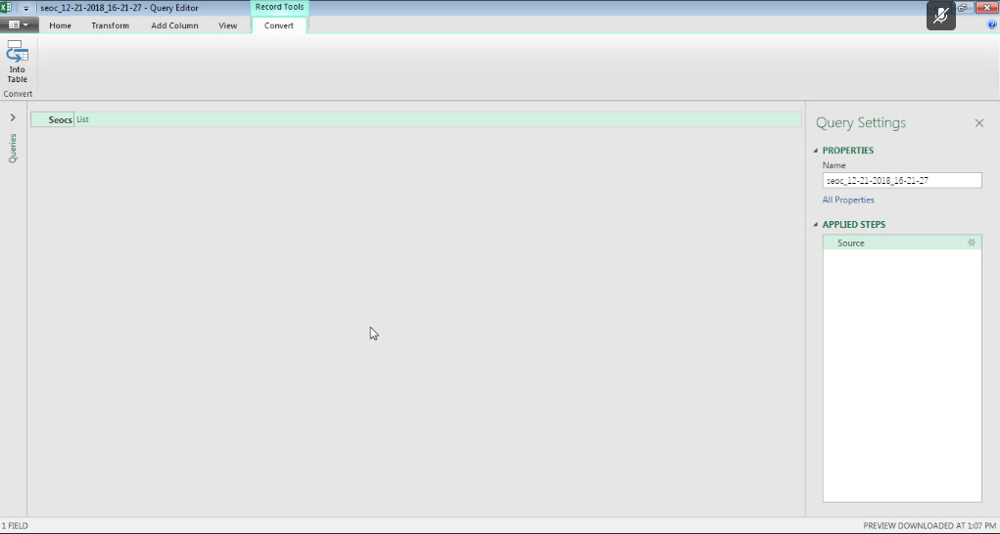 seoc_12-21-2018_16-21-27 - Query Editor
Record Tools
Home Transform Add Column View Convert
Into
Table
Convert
Queries
Seocs List
Query Settings
PROPERTIES
Name
seoc_12-21-2018_16-21-27
All Properties
APPLIED STEPS
Source
1 FIELD
PREVIEW DOWNLOADED AT 1:07 PM